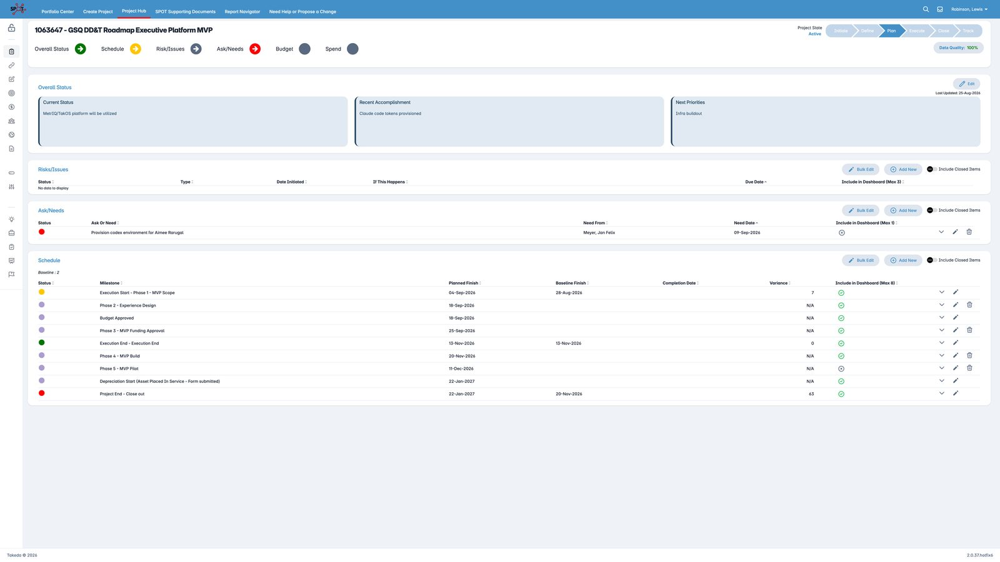 SPOT
Portfolio Center Create Project Project Hub SPOT Supporting Documents Report Navigator Need Help or Propose a Change Robinson, Lewis
1063647 - GSQ DD&T Roadmap Executive Platform MVP
Project State
Active
Initiate Define Plan Execute Close Track
Overall Status Schedule Risk/Issues Ask/Needs Budget Spend
Data Quality: 100%
Overall Status
Edit
Last Updated: 25-Aug-2026
Current Status
MetrIQ/TakOS platform will be utilized
Recent Accomplishment
Claude code tokens provisioned
Next Priorities
Infra buildout
Risks/Issues
Bulk Edit Add New Include Closed Items
Status Type Date Initiated If This Happens Due Date Include in Dashboard (Max 3)
No data to display
Ask/Needs
Bulk Edit Add New Include Closed Items
Status Ask Or Need Need From Need Date Include in Dashboard (Max 1)
Provision codex environment for Aimee Rarugal Meyer, Jan Felix 09-Sep-2026
Schedule
Bulk Edit Add New Include Closed Items
Baseline : 2
Status Milestone Planned Finish Baseline Finish Completion Date Variance Include in Dashboard (Max 8)
Execution Start - Phase 1 - MVP Scope 04-Sep-2026 28-Aug-2026 7
Phase 2 - Experience Design 18-Sep-2026 N/A
Budget Approved 18-Sep-2026 N/A
Phase 3 - MVP Funding Approval 25-Sep-2026 N/A
Execution End - Execution End 13-Nov-2026 13-Nov-2026 0
Phase 4 - MVP Build 20-Nov-2026 N/A
Phase 5 - MVP Pilot 11-Dec-2026 N/A
Depreciation Start (Asset Placed In Service - Form submitted) 22-Jan-2027 N/A
Project End - Close out 22-Jan-2027 20-Nov-2026 63
Takeda © 2026
2.0.37.hotfix6